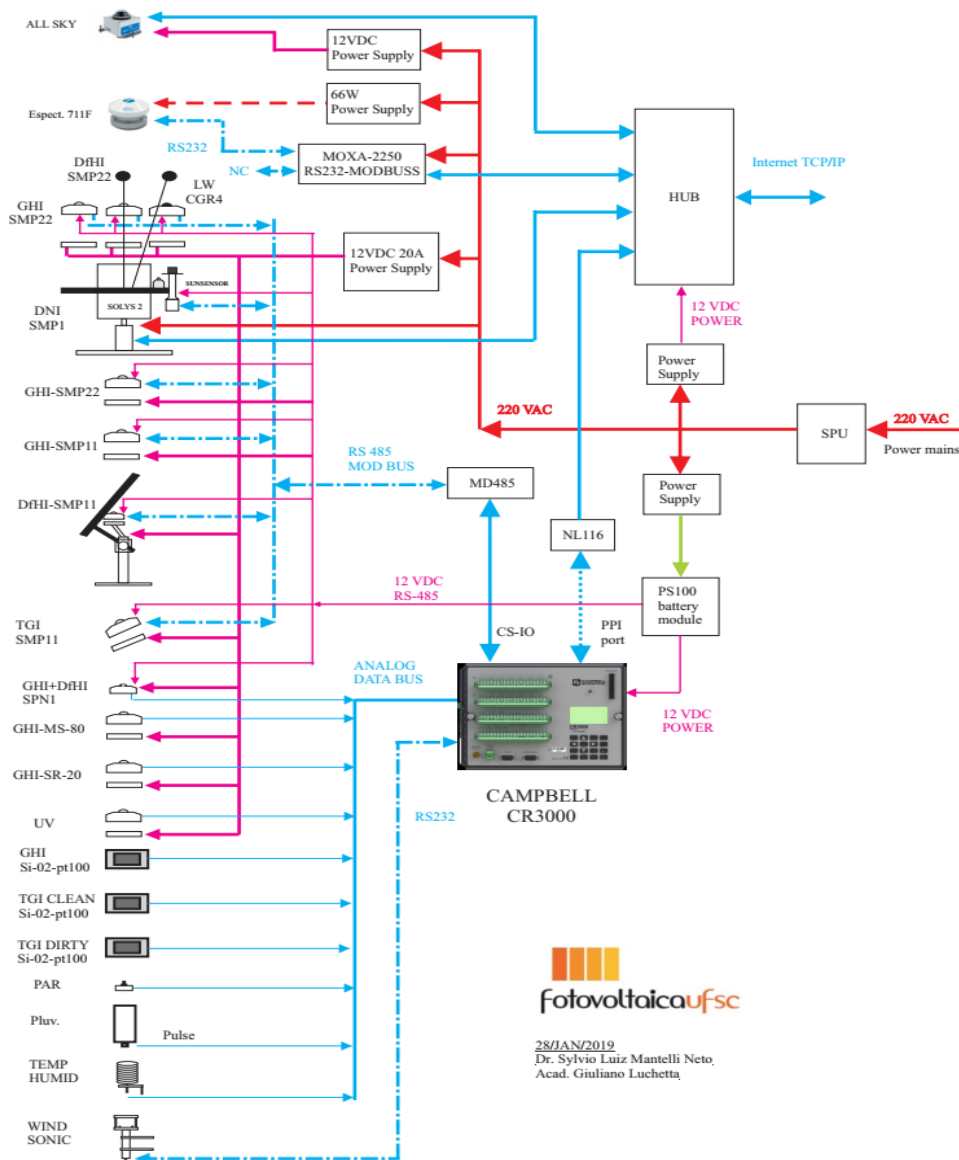 ALL SKY
12VDC
Power Supply
66W
Power Supply
Espect. 711F
RS232
MOXA-2250
RS232-MODBUSS
NC
HUB
Internet TCP/IP
DfHI
SMP22
LW
CGR4
GHI
SMP22
12VDC 20A
Power Supply
SUNSENSOR
SOLYS 2
DNI
SMP1
12 VDC
POWER
Power
Supply
GHI-SMP22
220 VAC
SPU
220 VAC
Power mains
GHI-SMP11
RS 485
MOD BUS
MD485
Power
Supply
DfHI-SMP11
NL116
12 VDC
RS-485
PS100
battery
module
TGI
SMP11
CS-IO
PPI
port
ANALOG
DATA BUS
GHI+DfHI
SPN1
12 VDC
POWER
GHI-MS-80
GHI-SR-20
CAMPBELL
CR3000
RS232
UV
GHI
Si-02-pt100
TGI CLEAN
Si-02-pt100
TGI DIRTY
Si-02-pt100
PAR
Pluv.
Pulse
TEMP
HUMID
WIND
SONIC
fotovoltaicaufsc
28/JAN/2019
Dr. Sylvio Luiz Mantelli Neto
Acad. Giuliano Luchetta